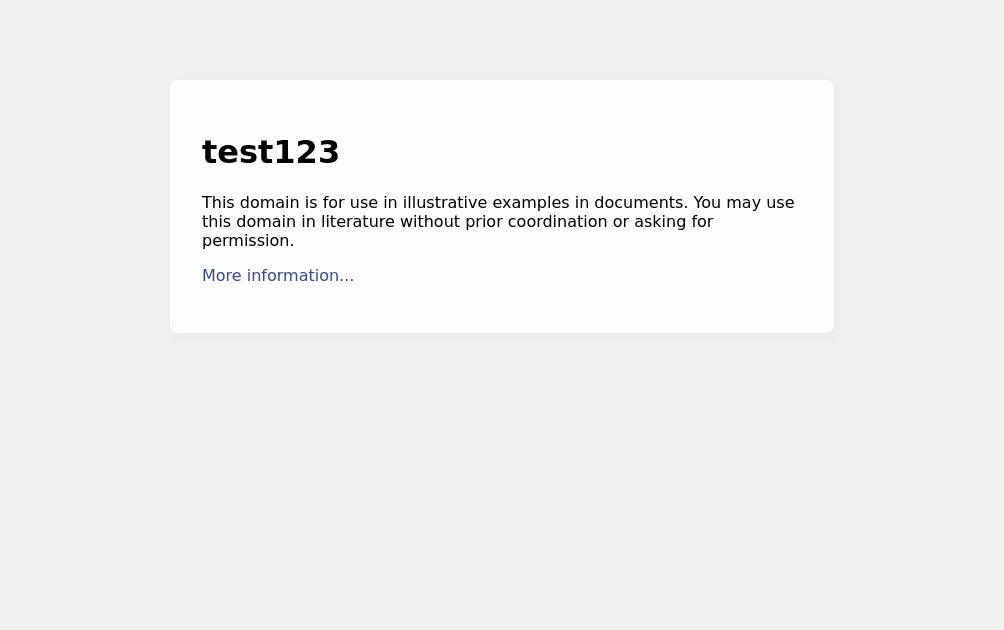 test123
This domain is for use in illustrative examples in documents. You may use
this domain in literature without prior coordination or asking for
permission.
More information...